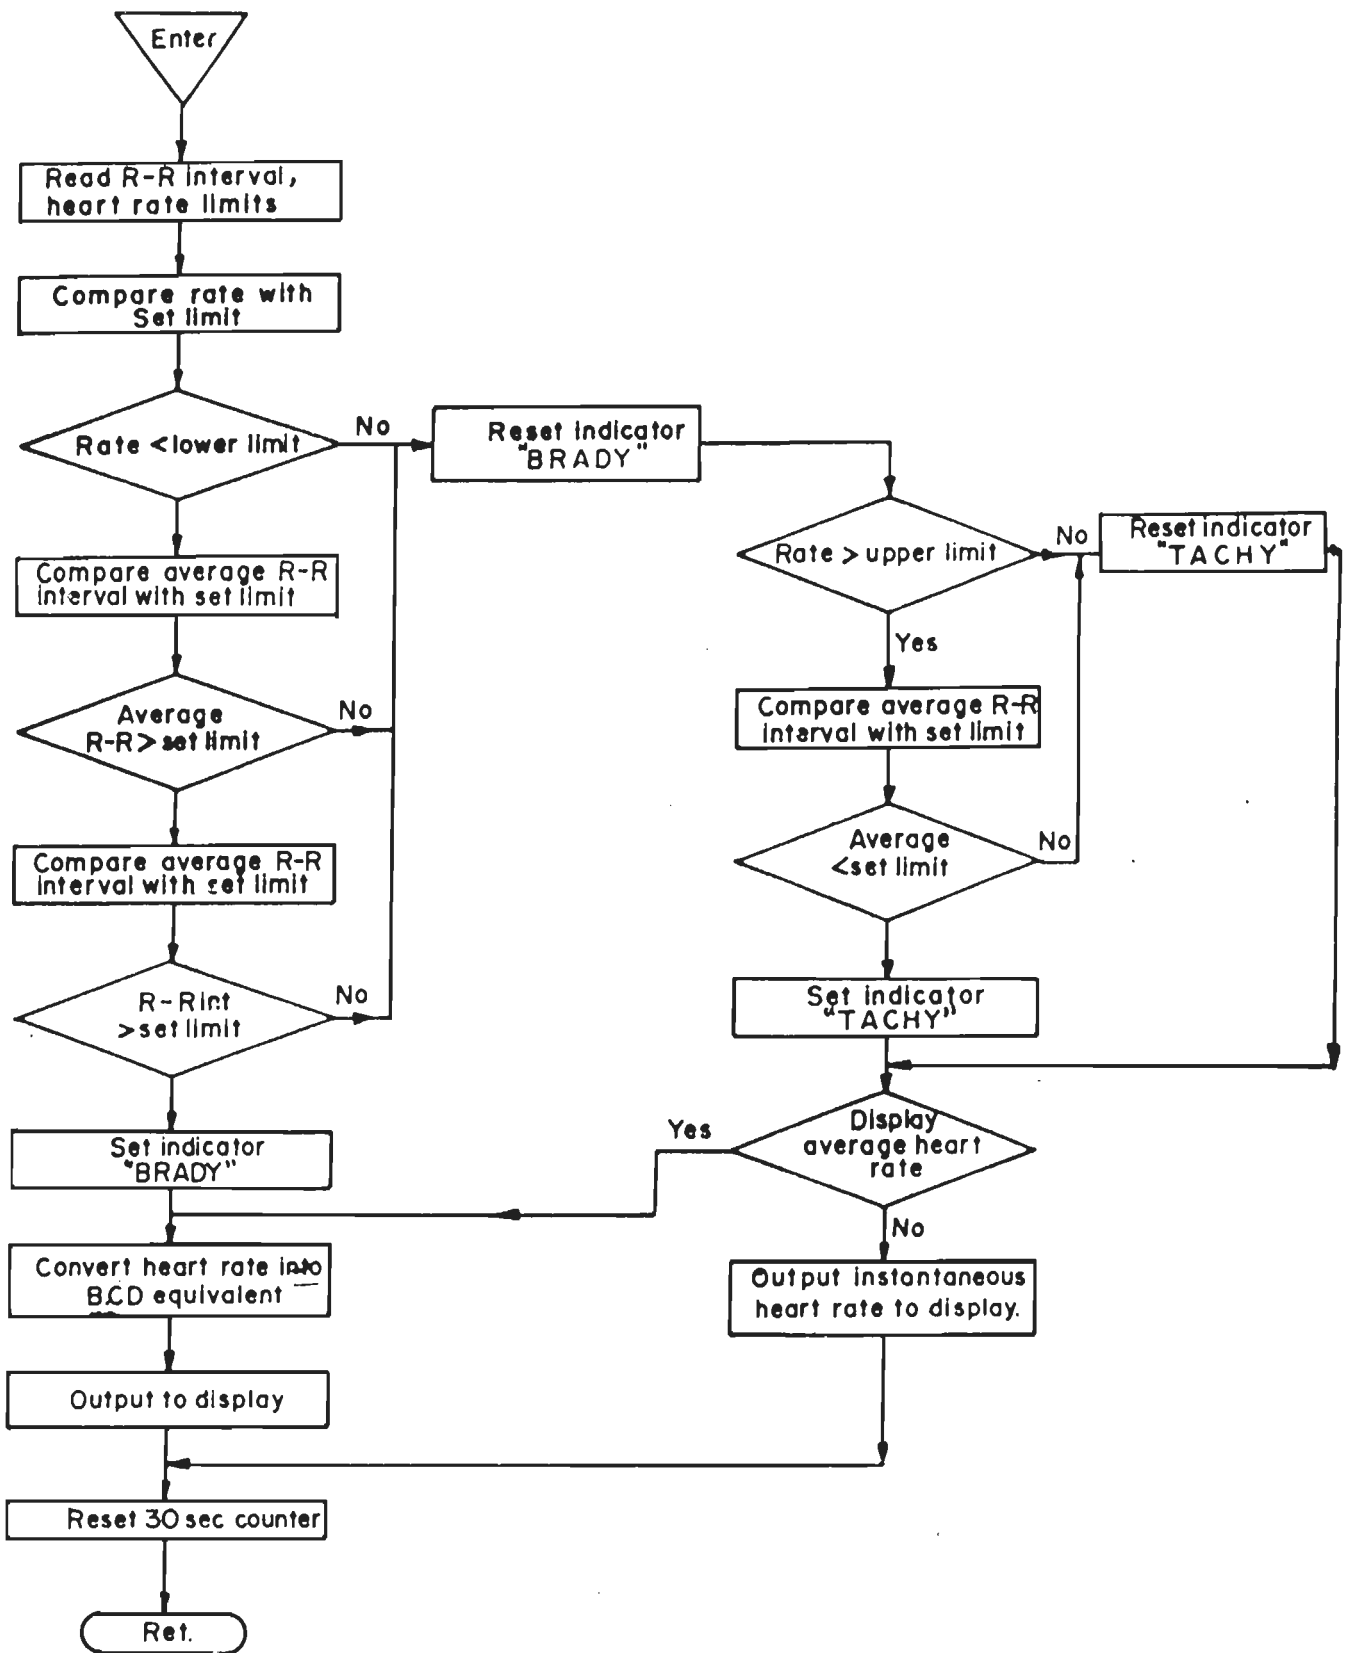 Enter
Read R-R interval,
heart rate limits
Compare rate with
Set limit
Rate < lower limit
No
Reset indicator
"BRADY"
Compare average R-R
interval with set limit
Average
R-R > set limit
No
Compare average R-R
interval with set limit
R-R int
> set limit
No
Set indicator
"BRADY"
Convert heart rate into
BCD equivalent
Output to display
Reset 30 sec counter
Ret.
Rate > upper limit
No
Reset indicator
"TACHY"
Yes
Compare average R-R
interval with set limit
Average
< set limit
No
Set indicator
"TACHY"
Display
average heart
rate
Yes
No
Output instantaneous
heart rate to display.